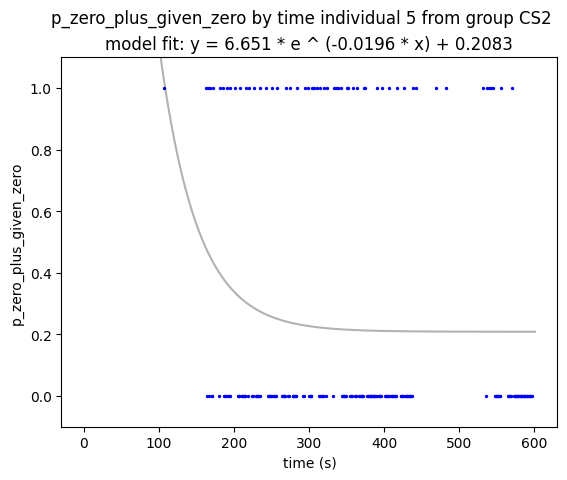 p_zero_plus_given_zero by time individual 5 from group CS2
model fit: y = 6.651 * e ^ (-0.0196 * x) + 0.2083
1.0
0.8
0.6
0.4
0.2
0.0
p_zero_plus_given_zero
0 100 200 300 400 500 600
time (s)